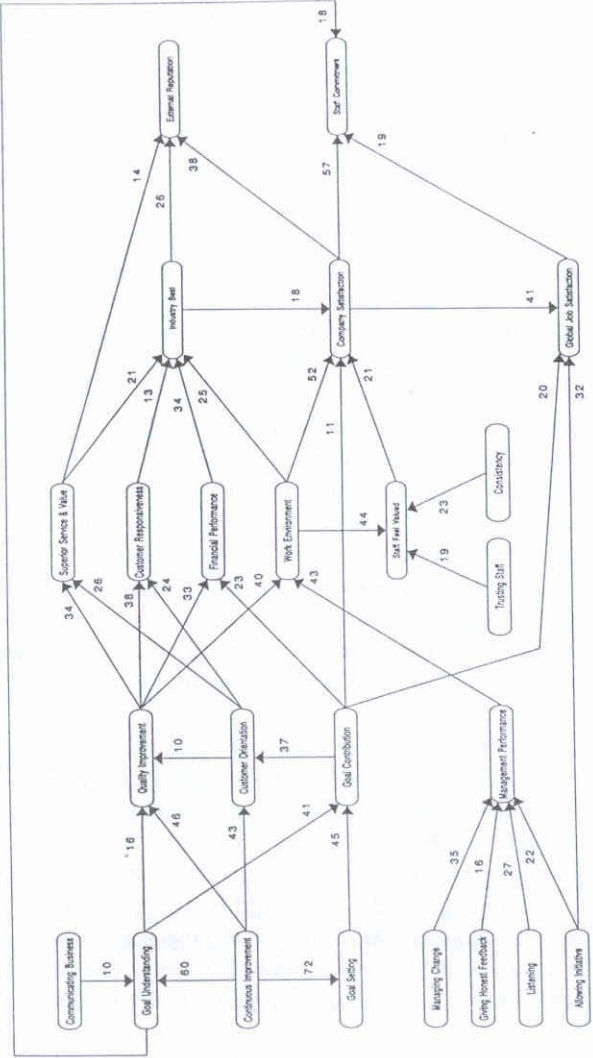 Communicating Business
10
Goal Understanding
60
Continuous Improvement
72
Goal Setting
Managing Change
Giving Honest Feedback
Listening
Allowing Initiative
16
46
43
41
45
35
16
27
22
Quality Improvement
10
Customer Orientation
37
Goal Contribution
Management Performance
34
26
38
24
33
23
40
43
Superior Service & Value
Customer Responsiveness
Financial Performance
Work Environment
44
Staff Feel Valued
19
23
Trusting Staff
Consistency
14
21
13
34
25
52
11
21
20
32
Industry Best
18
Company Satisfaction
41
Global Job Satisfaction
26
38
57
19
External Reputation
18
Staff Commitment